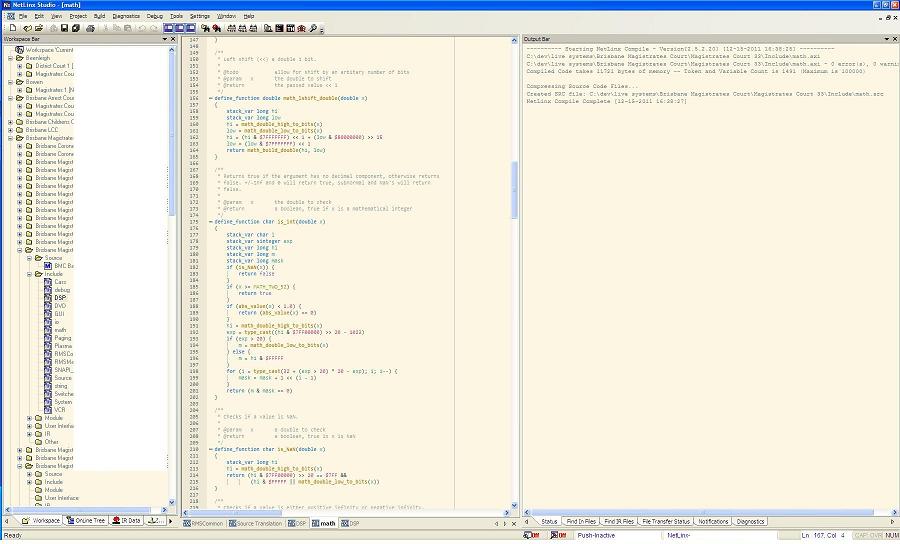 NetLinx Studio - [math]
File Edit View Project Build Diagnostics Debug Tools Settings Window Help
Workspace Bar
Workspace 'Current
Beenleigh
District Court 1 [
Magistrates Cou
Bowen
Magistrates 1 [N
Brisbane Arrest Court
Magistrates.Cou
Magistrates.Cou
Brisbane Childrens C
Brisbane LCC
Brisbane Magistrate
Brisbane Corone
Brisbane Corone
Brisbane Magist
Brisbane Magist
Brisbane Magist
Brisbane Magist
Brisbane Magist
Brisbane Magist
Brisbane Magist
Brisbane Magist
Brisbane Magist
Brisbane Magist
Brisbane Magist
Source
BMC Ba
Include
Cars
debug
DSP
DVD
GUI
io
math
Paging
Plasma
RMSCo
RMSMa
SNAPI_
Source
string
Switche
System
VCR
Module
User Interfa
IR
Other
Brisbane Magist
Brisbane Magist
Brisbane Magist
Source
Include
Module
User Interface
IR
Workspace Online Tree IR Data
147 }
148
149 /**
150 * Left shift (<<) a double 1 bit.
151 *
152 * @todo allow for shift by an arbitrary number of bits
153 * @param x the double to shift
154 * @return the passed value << 1
155 */
156 define_function double math_lshift_double(double x)
157 {
158 stack_var long hi
159 stack_var long low
160 hi = math_double_high_to_bits(x)
161 low = math_double_low_to_bits(x)
162 hi = (hi & $7FFFFFFF) << 1 + (low & $80000000) >> 15
163 low = (low & $7FFFFFFF) << 1
164 return math_build_double(hi, low)
165 }
166
167 /**
168 * Returns true if the argument has no decimal component, otherwise returns
169 * false. +/-Inf and 0 will return true, subnormal and NaN's will return
170 * false.
171 *
172 * @param x the double to check
173 * @return a boolean, true if x is a mathematical integer
174 */
175 define_function char is_int(double x)
176 {
177 stack_var char i
178 stack_var sinteger exp
179 stack_var long hi
180 stack_var long m
181 stack_var long mask
182 if (is_NaN(x)) {
183 return false
184 }
185 if (x >= MATH_TWO_52) {
186 return true
187 }
188 if (abs_value(x) < 1.0) {
189 return (abs_value(x) == 0)
190 }
191 hi = math_double_high_to_bits(x)
192 exp = type_cast((hi & $7FF00000) >> 20 - 1023)
193 if (exp > 20) {
194 m = math_double_low_to_bits(x)
195 } else {
196 m = hi & $FFFFF
197 }
198 for (i = type_cast(32 + (exp > 20) * 20 - exp); i; i--) {
199 mask = mask + 1 << (i - 1)
200 }
201 return (m & mask == 0)
202 }
203
204 /**
205 * Checks if a value is NaN.
206 *
207 * @param x a double to check
208 * @return a boolean, true is x is NaN
209 */
210 define_function char is_NaN(double x)
211 {
212 stack_var long hi
213 hi = math_double_high_to_bits(x)
214 return (hi & $7FF00000) >> 20 == $7FF &&
215 (hi & $FFFFF || math_double_low_to_bits(x))
216 }
217
218 /**
219 * Checks if a value is either positive infinity or negative infinity.
RMSCommon Source Translation DSP math DSP
Output Bar
---------- Starting NetLinx Compile - Version[2.5.2.20] [12-15-2011 16:38:26] ----------
C:\dev\live systems\Brisbane Magistrates Court\Magistrates Court 33\Include\math.axi
C:\dev\live systems\Brisbane Magistrates Court\Magistrates Court 33\Include\math.axi - 0 error(s), 0 warni
Compiled Code takes 11721 bytes of memory -- Token and Variable Count is 1491 (Maximum is 100000)
Compressing Source Code Files...
Created SRC file: C:\dev\live systems\Brisbane Magistrates Court\Magistrates Court 33\Include\math.src
NetLinx Compile Complete [12-15-2011 16:38:27]
Status Find In Files Find IR Files File Transfer Status Notifications Diagnostics
Ready
Off Off Push-Inactive NetLinx- Ln 167, Col 4 CAP OVR NUM